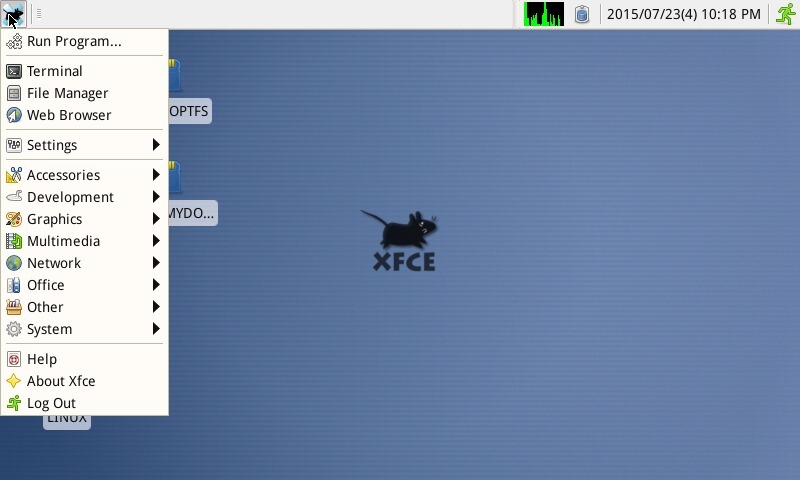 2015/07/23(4) 10:18 PM
Run Program...
Terminal
File Manager
Web Browser
Settings
Accessories
Development
Graphics
Multimedia
Network
Office
Other
System
Help
About Xfce
Log Out
OPTFS
MYDO...
XFCE
LINUX